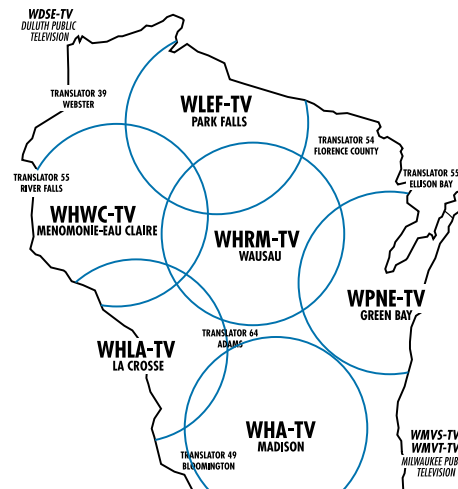 WDSE-TV
DULUTH PUBLIC
TELEVISION
TRANSLATOR 39
WEBSTER
WLEF-TV
PARK FALLS
TRANSLATOR 54
FLORENCE COUNTY
TRANSLATOR 55
RIVER FALLS
TRANSLATOR 55
ELLISON BAY
WHWC-TV
MENOMONIE-EAU CLAIRE
WHRM-TV
WAUSAU
WPNE-TV
GREEN BAY
TRANSLATOR 64
ADAMS
WHLA-TV
LA CROSSE
WHA-TV
MADISON
TRANSLATOR 49
BLOOMINGTON
WMVS-TV
WMVT-TV
MILWAUKEE PUB
TELEVISION